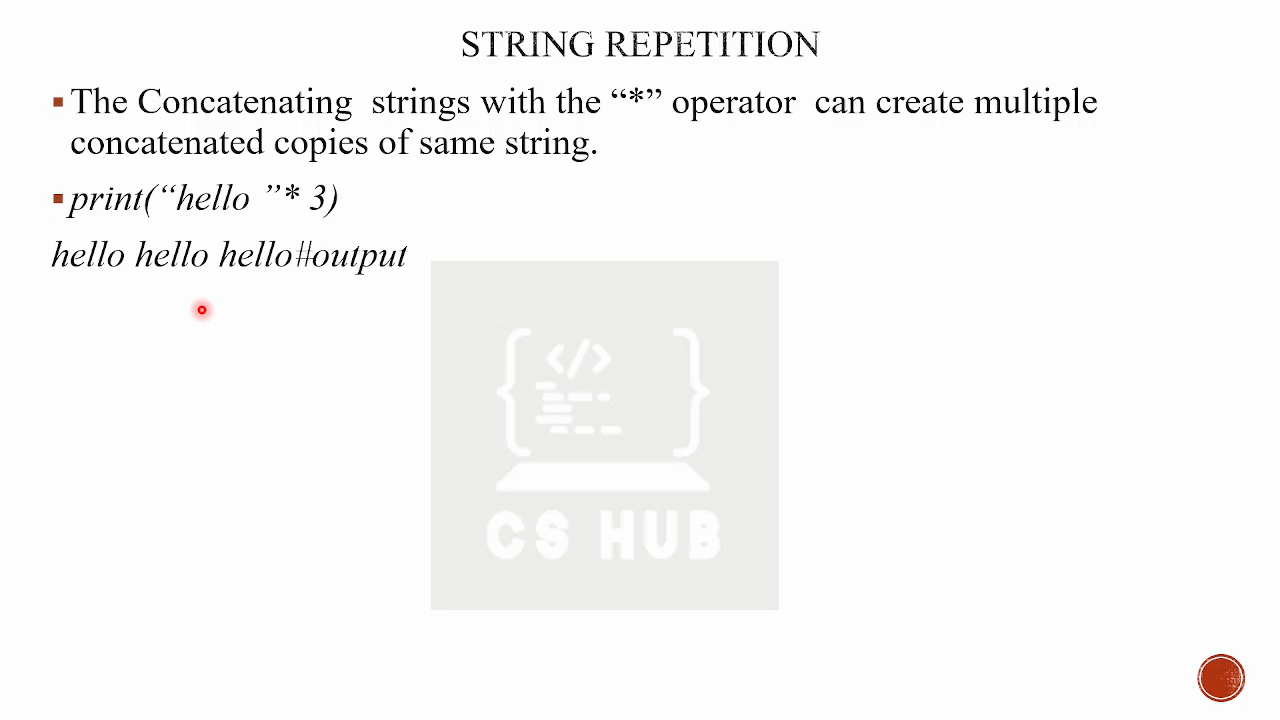 STRING REPETITION
The Concatenating strings with the “*” operator can create multiple
concatenated copies of same string.
print(“hello ”* 3)
hello hello hello#output
</>
CS HUB